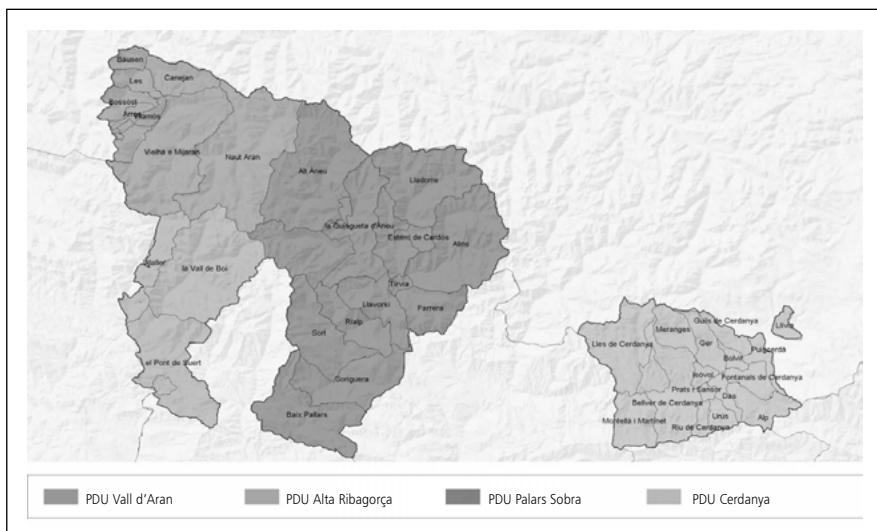 Bausen
Les
Canejan
Bossòst
Arres
Vilamòs
Vielha e Mijaran
Naut Aran
Alt Àneu
Lladorre
la Guingueta d'Àneu
Esterri de Cardós
Alins
Vilaller
la Vall de Boí
Tírvia
Llavorsí
Farrera
Rialp
Sort
el Pont de Suert
Soriguera
Baix Pallars
Guils de Cerdanya
Llívia
Meranges
Lles de Cerdanya
Ger
Puigcerdà
Bolvir
Isòvol
Fontanals de Cerdanya
Prats i Sansor
Das
Bellver de Cerdanya
Urús
Alp
Montellà i Martinet
Riu de Cerdanya
PDU Vall d'Aran PDU Alta Ribagorça PDU Palars Sobra PDU Cerdanya